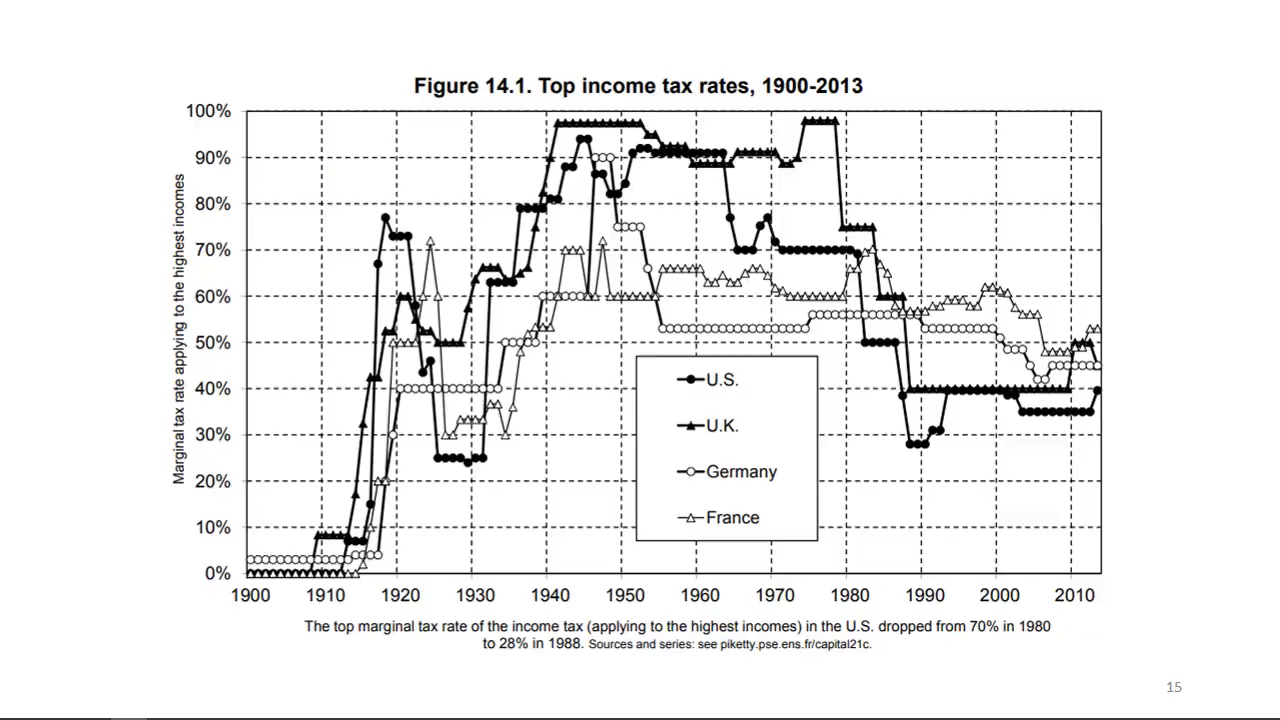 Figure 14.1. Top income tax rates, 1900-2013
Marginal tax rate applying to the highest incomes
100%
90%
80%
70%
60%
50%
40%
30%
20%
10%
0%
U.S.
U.K.
Germany
France
1900 1910 1920 1930 1940 1950 1960 1970 1980 1990 2000 2010
The top marginal tax rate of the income tax (applying to the highest incomes) in the U.S. dropped from 70% in 1980
to 28% in 1988. Sources and series: see piketty.pse.ens.fr/capital21c.
15